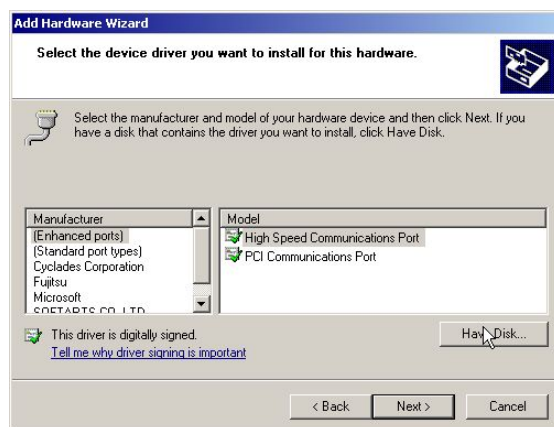 Add Hardware Wizard
Select the device driver you want to install for this hardware.
Select the manufacturer and model of your hardware device and then click Next. If you
have a disk that contains the driver you want to install, click Have Disk.
Manufacturer
(Enhanced ports)
(Standard port types)
Cyclades Corporation
Fujitsu
Microsoft
SOFTARTS CO.,LTD
Model
High Speed Communications Port
PCI Communications Port
This driver is digitally signed.
Tell me why driver signing is important
Have Disk...
< Back
Next >
Cancel